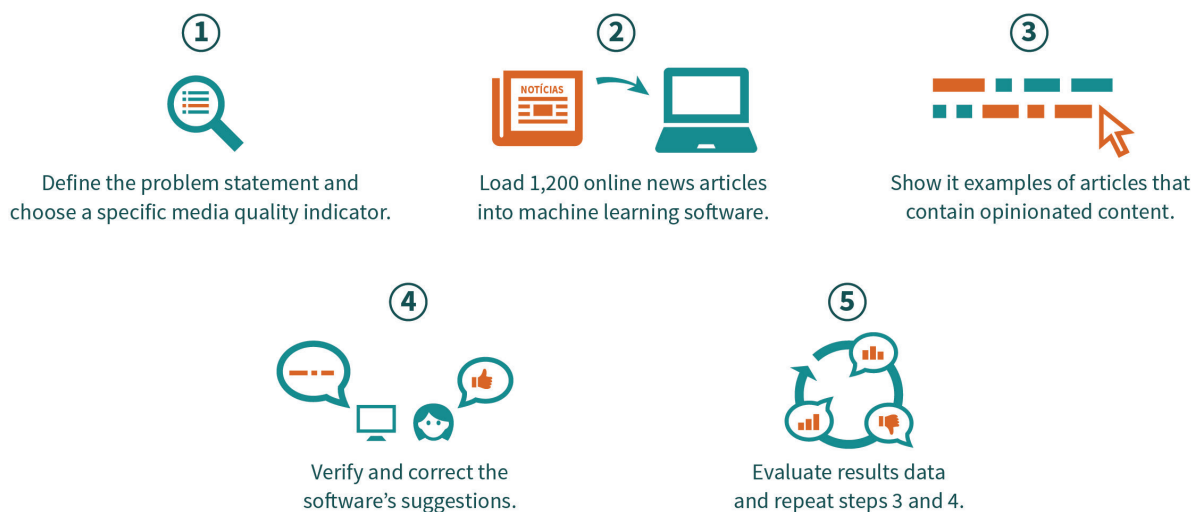 1
Define the problem statement and
choose a specific media quality indicator.
2
NOTÍCIAS
Load 1,200 online news articles
into machine learning software.
3
Show it examples of articles that
contain opinionated content.
4
Verify and correct the
software’s suggestions.
5
Evaluate results data
and repeat steps 3 and 4.